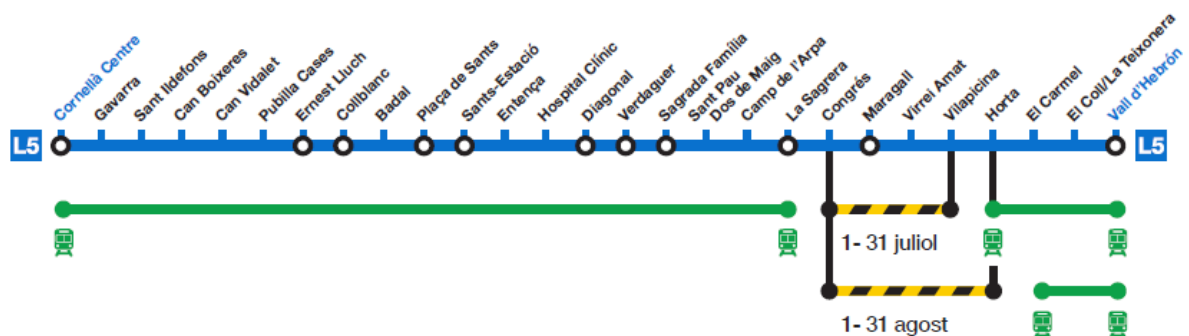 Cornellà Centre
Gavarra
Sant Ildefons
Can Boixeres
Can Vidalet
Pubilla Cases
Ernest Lluch
Collblanc
Badal
Plaça de Sants
Sants-Estació
Entença
Hospital Clínic
Diagonal
Verdaguer
Sagrada Família
Sant Pau
Dos de Maig
Camp de l'Arpa
La Sagrera
Congrés
Maragall
Virrei Amat
Vilapicina
Horta
El Carmel
El Coll/La Teixonera
Vall d'Hebrón
L5
L5
1- 31 juliol
1- 31 agost